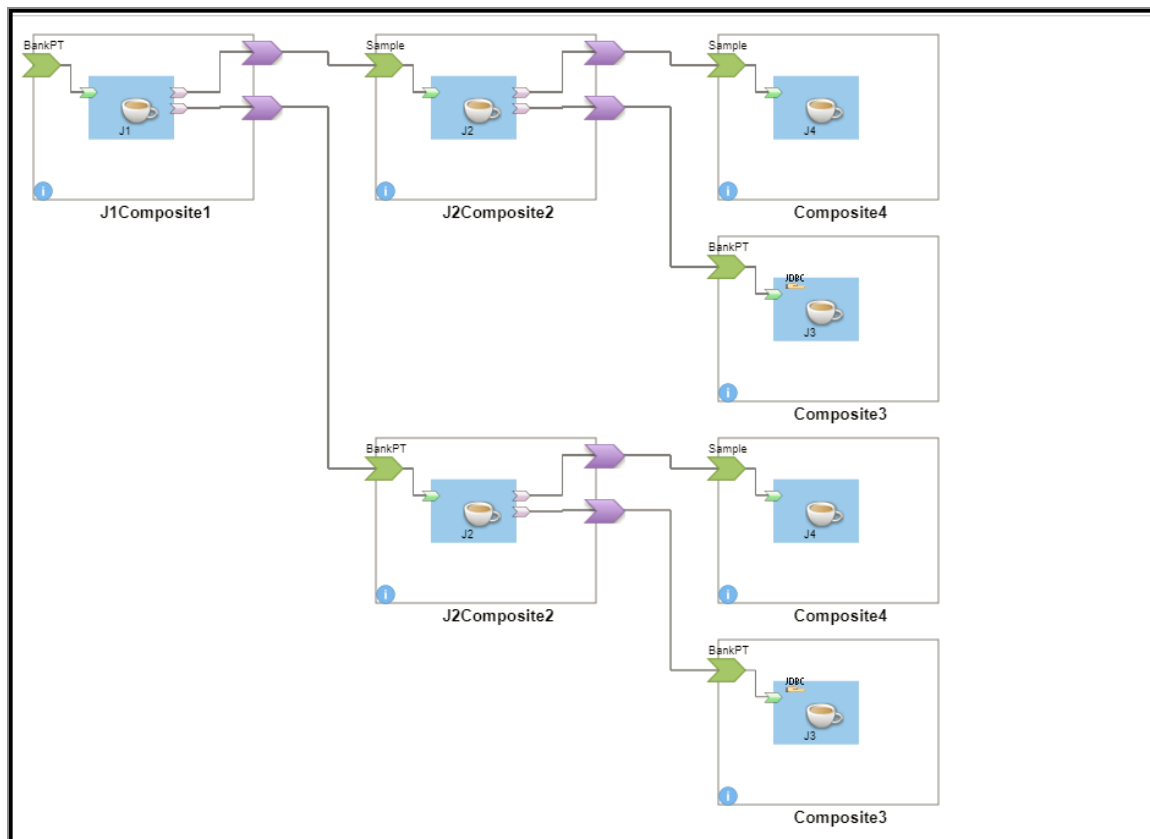 BankPT
J1
J1Composite1
Sample
J2
J2Composite2
Sample
J4
Composite4
BankPT
JDBC
J3
Composite3
BankPT
J2
J2Composite2
Sample
J4
Composite4
BankPT
JDBC
J3
Composite3